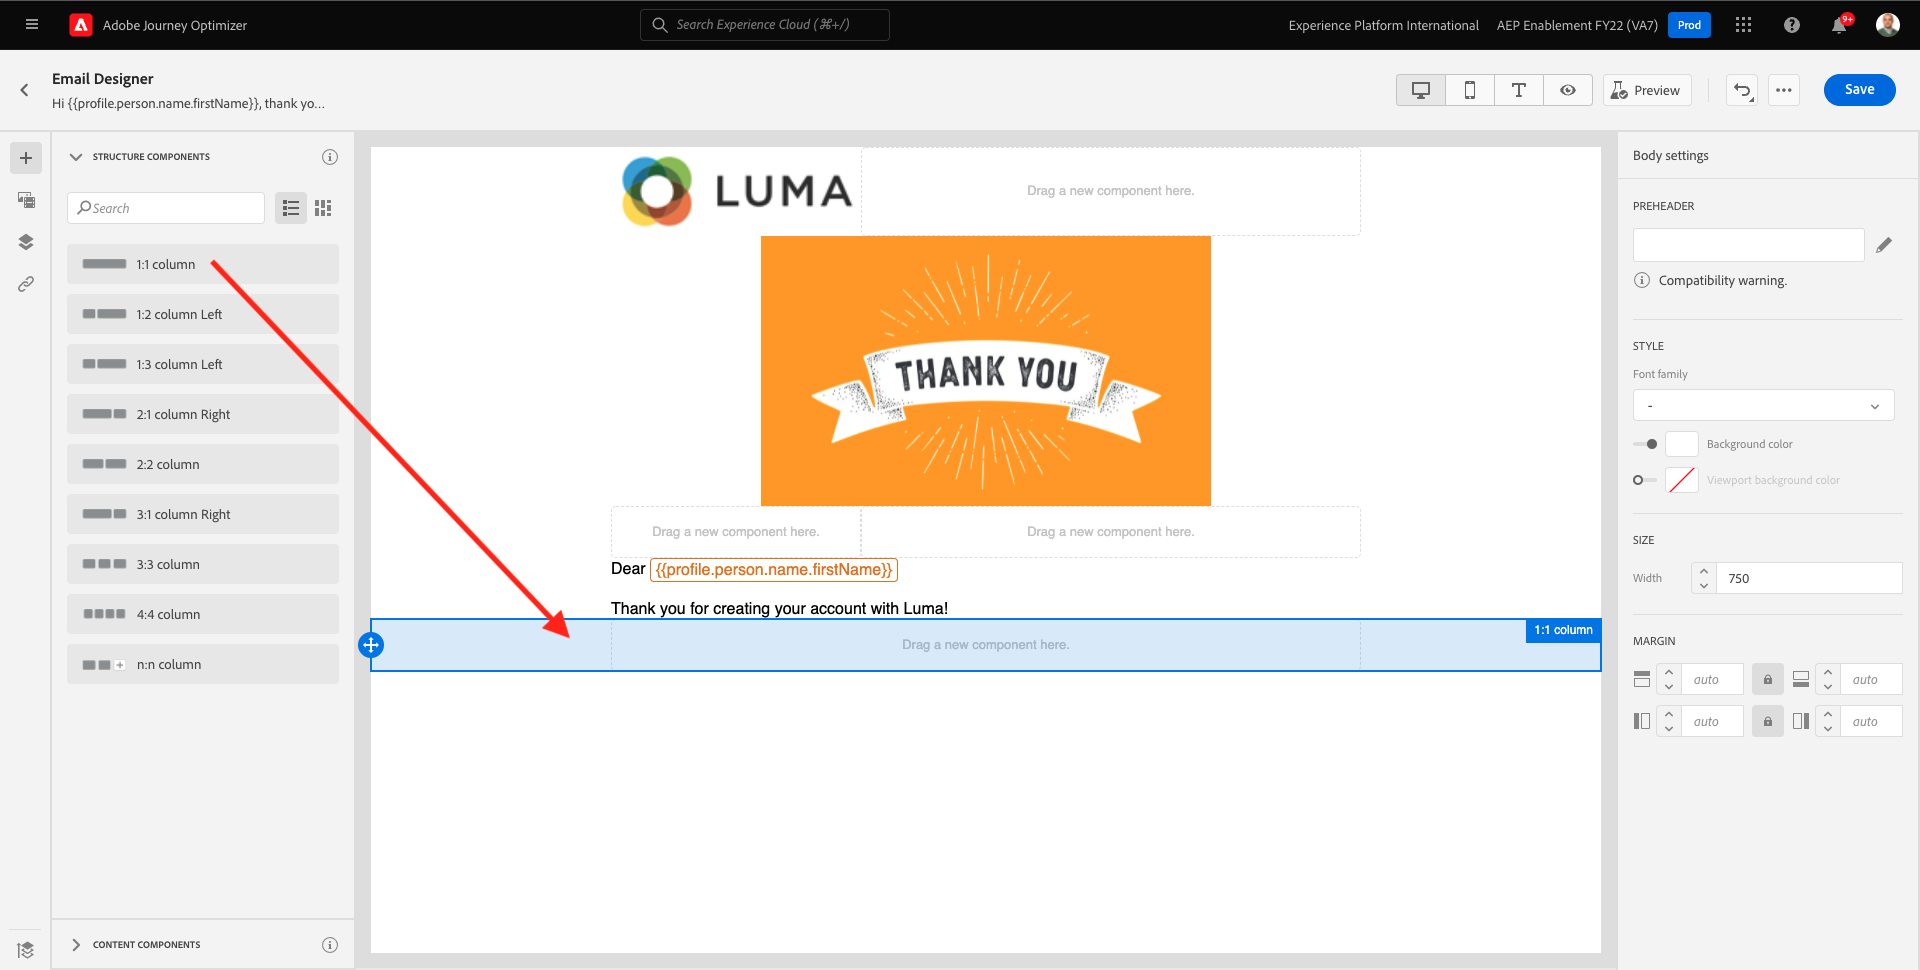 Adobe Journey Optimizer
Search Experience Cloud (⌘+/)
Experience Platform International
AEP Enablement FY22 (VA7)
Prod
9+
Email Designer
Hi {{profile.person.name.firstName}}, thank yo...
Preview
Save
STRUCTURE COMPONENTS
Search
1:1 column
1:2 column Left
1:3 column Left
2:1 column Right
2:2 column
3:1 column Right
3:3 column
4:4 column
n:n column
CONTENT COMPONENTS
LUMA
Drag a new component here.
THANK YOU
Drag a new component here.
Drag a new component here.
Dear {{profile.person.name.firstName}}
Thank you for creating your account with Luma!
1:1 column
Drag a new component here.
Body settings
PREHEADER
Compatibility warning.
STYLE
Font family
-
Background color
Viewport background color
SIZE
Width
750
MARGIN
auto
auto
auto
auto